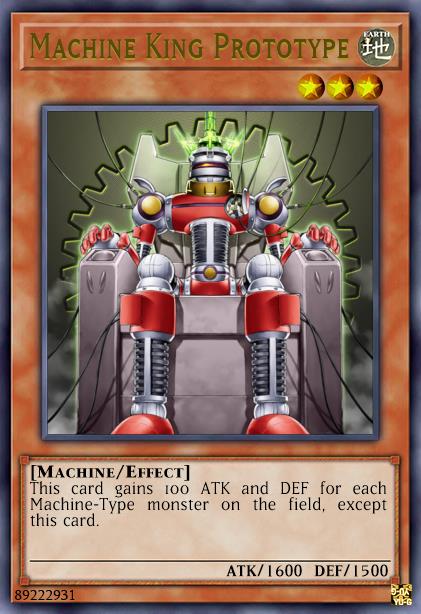 Machine King Prototype
EARTH
地
[Machine/Effect]
This card gains 100 ATK and DEF for each
Machine-Type monster on the field, except
this card.
ATK/1600 DEF/1500
89222931